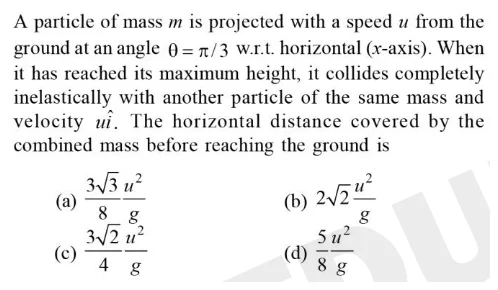 A particle of mass m is projected with a speed u from the
ground at an angle θ = π/3 w.r.t. horizontal (x-axis). When
it has reached its maximum height, it collides completely
inelastically with another particle of the same mass and
velocity uî. The horizontal distance covered by the
combined mass before reaching the ground is
(a) 3√3/8 u²/g (b) 2√2 u²/g
(c) 3√2/4 u²/g (d) 5/8 u²/g